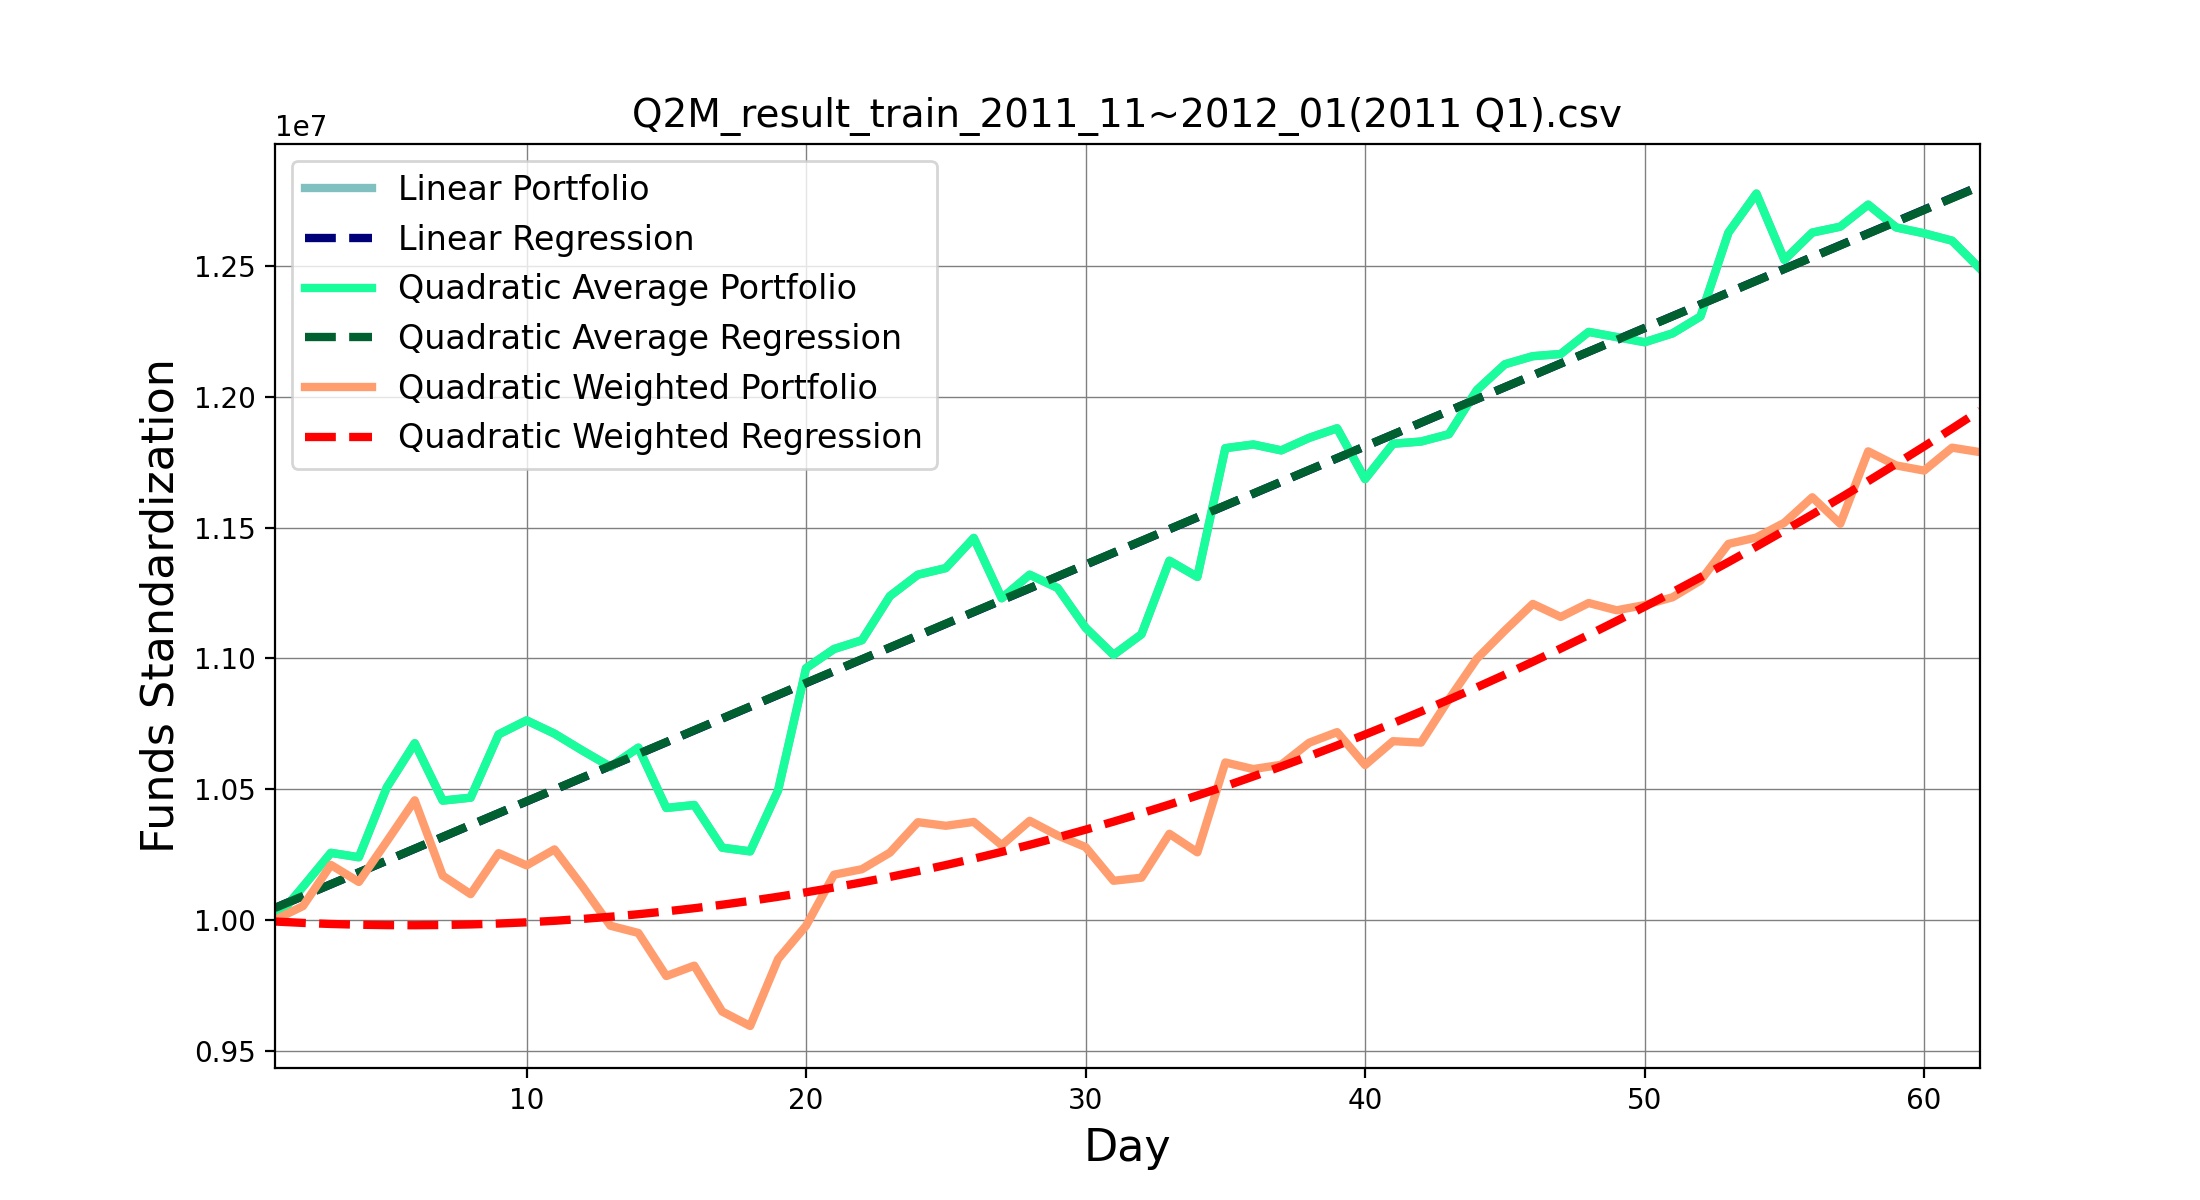 Q2M_result_train_2011_11~2012_01(2011 Q1).csv
1e7
Linear Portfolio
Linear Regression
Quadratic Average Portfolio
Quadratic Average Regression
Quadratic Weighted Portfolio
Quadratic Weighted Regression
Funds Standardization
1.25
1.20
1.15
1.10
1.05
1.00
0.95
10 20 30 40 50 60
Day